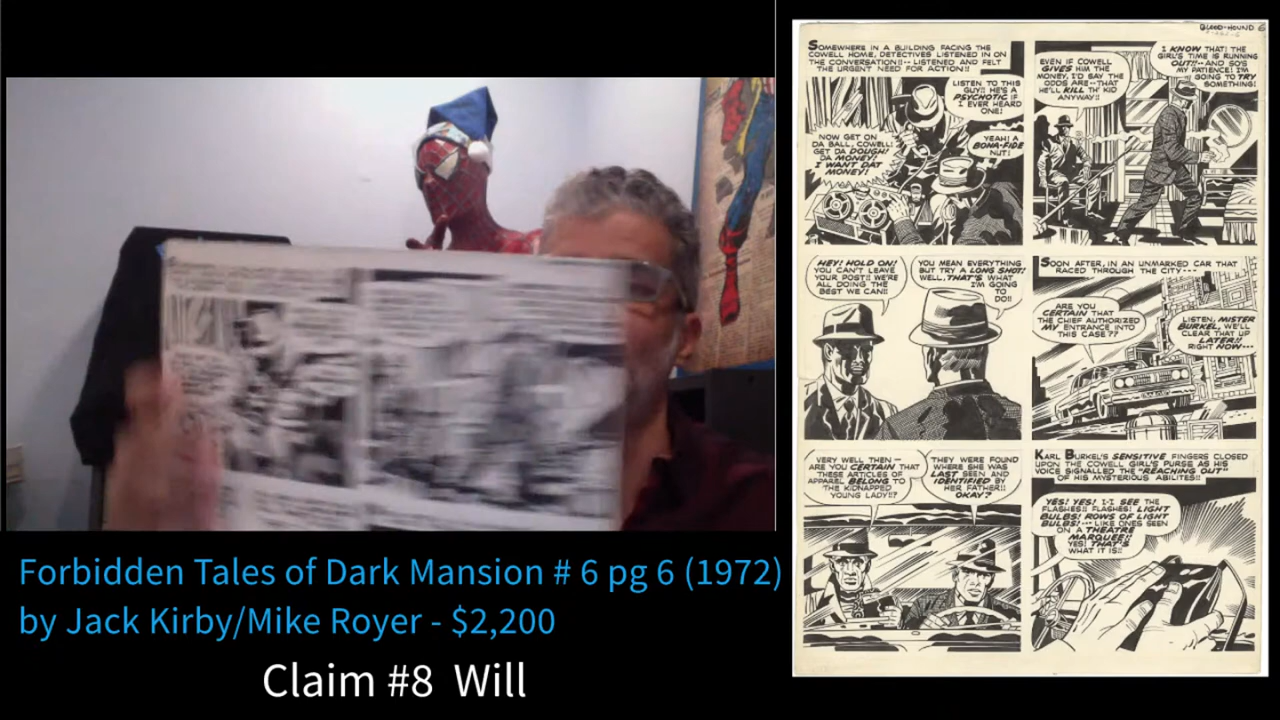 Forbidden Tales of Dark Mansion # 6 pg 6 (1972)
by Jack Kirby/Mike Royer - $2,200
Claim #8  Will
BLOOD-HOUND 6
SOMEWHERE IN A BUILDING FACING THE
COWELL HOME, DETECTIVES LISTENED IN ON
THE CONVERSATION!!-- LISTENED AND FELT
THE URGENT NEED FOR ACTION!!
LISTEN TO THIS
GUY!! HE'S A
PSYCHOTIC IF
I EVER HEARD
ONE!
NOW GET ON
DA BALL, COWELL!
GET DA DOUGH!
DA MONEY!
I WANT DAT
MONEY!
YEAH! A
BONA-FIDE
NUT!
EVEN IF COWELL
GIVES HIM THE
MONEY, I'D SAY THE
ODDS ARE--THAT
HE'LL KILL TH' KID
ANYWAY!!
I KNOW THAT! THE
GIRL'S TIME IS RUNNING
OUT!!--AND SO'S
MY PATIENCE! I'M
GOING TO TRY
SOMETHING!
HEY! HOLD ON!
YOU CAN'T LEAVE
YOUR POST!! WE'RE
ALL DOING THE
BEST WE CAN!!
YOU MEAN EVERYTHING
BUT TRY A LONG SHOT!
WELL, THAT'S WHAT
I'M GOING
TO
DO!!
SOON AFTER, IN AN UNMARKED CAR THAT
RACED THROUGH THE CITY---
ARE YOU
CERTAIN THAT
THE CHIEF AUTHORIZED
MY ENTRANCE INTO
THIS CASE??
LISTEN, MISTER
BURKEL, WE'LL
CLEAR THAT UP
LATER!!
RIGHT NOW---
VERY WELL THEN--
ARE YOU CERTAIN THAT
THESE ARTICLES OF
APPAREL BELONG TO
THE KIDNAPPED
YOUNG LADY!!?
THEY WERE FOUND
WHERE SHE WAS
LAST SEEN AND
IDENTIFIED BY
HER FATHER!!
OKAY?
KARL BURKEL'S SENSITIVE FINGERS CLOSED
UPON THE COWELL GIRL'S PURSE AS HIS
VOICE SIGNALLED THE "REACHING OUT"
OF HIS MYSTERIOUS ABILITES!!
YES! YES! I-I SEE THE
FLASHES!! FLASHES! LIGHT
BULBS! ROWS OF LIGHT
BULBS!--- LIKE ONES SEEN
ON A THEATRE
MARQUEE!!
YES! THAT'S
WHAT IT IS!!